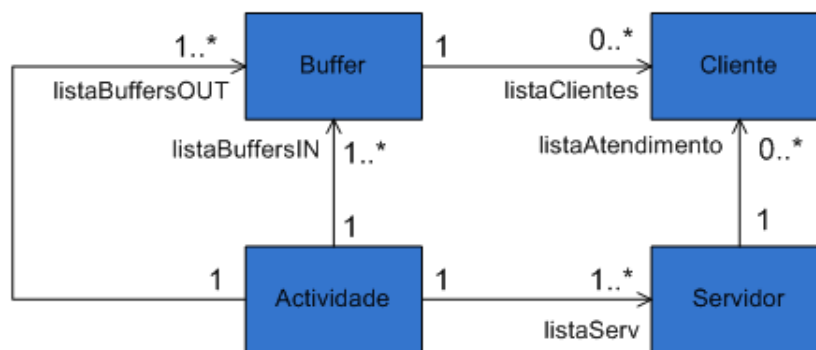 1..*
Buffer
1
0..*
Cliente
listaBuffersOUT
listaClientes
listaBuffersIN
1..*
listaAtendimento
0..*
1
1
1
Actividade
1
1..*
Servidor
listaServ